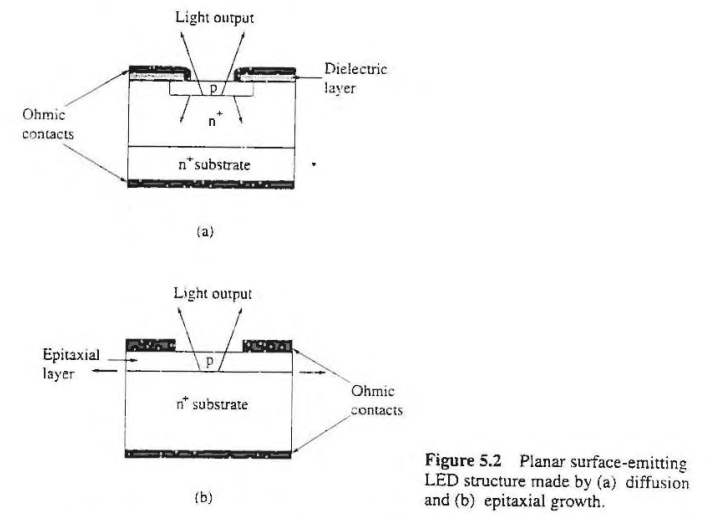 Light output
Dielectric
layer
p
Ohmic
contacts
n+
n+ substrate
(a)
Light output
Epitaxial
layer
p
n+ substrate
Ohmic
contacts
(b)
Figure 5.2 Planar surface-emitting
LED structure made by (a) diffusion
and (b) epitaxial growth.